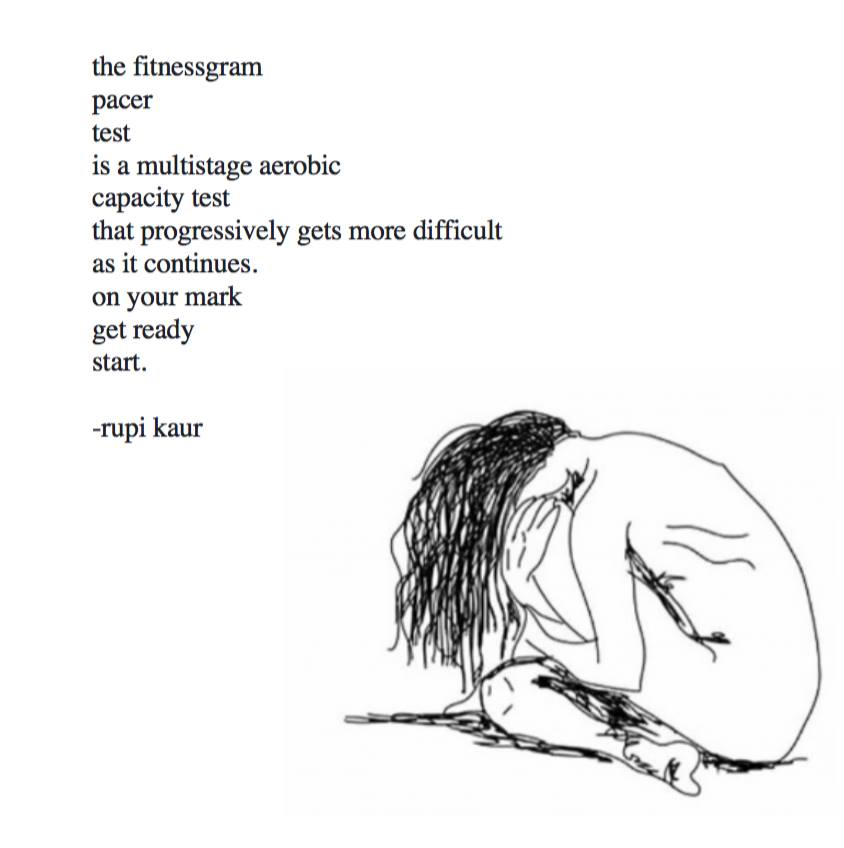 the fitnessgram
pacer
test
is a multistage aerobic
capacity test
that progressively gets more difficult
as it continues.
on your mark
get ready
start.
-rupi kaur